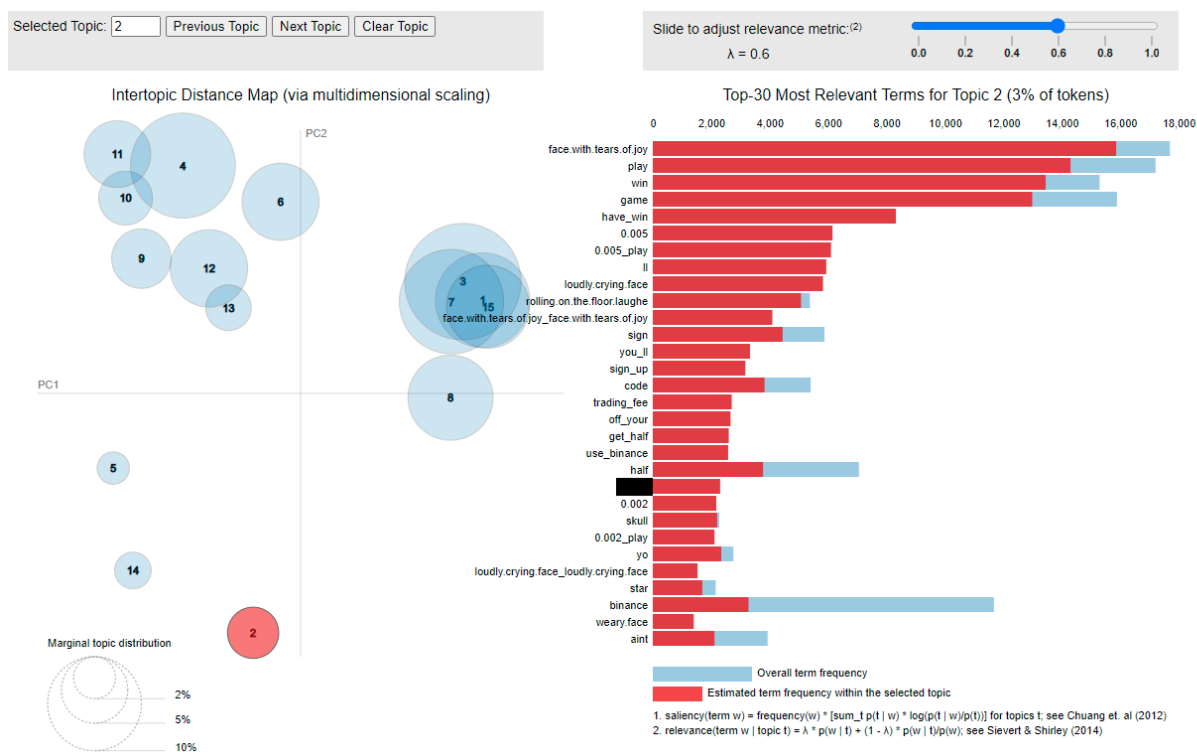 Selected Topic: 2 Previous Topic Next Topic Clear Topic
Slide to adjust relevance metric:(2)
λ = 0.6
0.0 0.2 0.4 0.6 0.8 1.0
Intertopic Distance Map (via multidimensional scaling)
PC2
PC1
11
4
10
6
9
12
13
3
7
1
15
8
5
14
2
Marginal topic distribution
2%
5%
10%
Top-30 Most Relevant Terms for Topic 2 (3% of tokens)
0 2,000 4,000 6,000 8,000 10,000 12,000 14,000 16,000 18,000
face.with.tears.of.joy
play
win
game
have_win
0.005
0.005_play
ll
loudly.crying.face
rolling.on.the.floor.laughe
face.with.tears.of.joy_face.with.tears.of.joy
sign
you_ll
sign_up
code
trading_fee
off_your
get_half
use_binance
half
0.002
skull
0.002_play
yo
loudly.crying.face_loudly.crying.face
star
binance
weary.face
aint
Overall term frequency
Estimated term frequency within the selected topic
1. saliency(term w) = frequency(w) * [sum_t p(t | w) * log(p(t | w)/p(t))] for topics t; see Chuang et. al (2012)
2. relevance(term w | topic t) = λ * p(w | t) + (1 - λ) * p(w | t)/p(w); see Sievert & Shirley (2014)